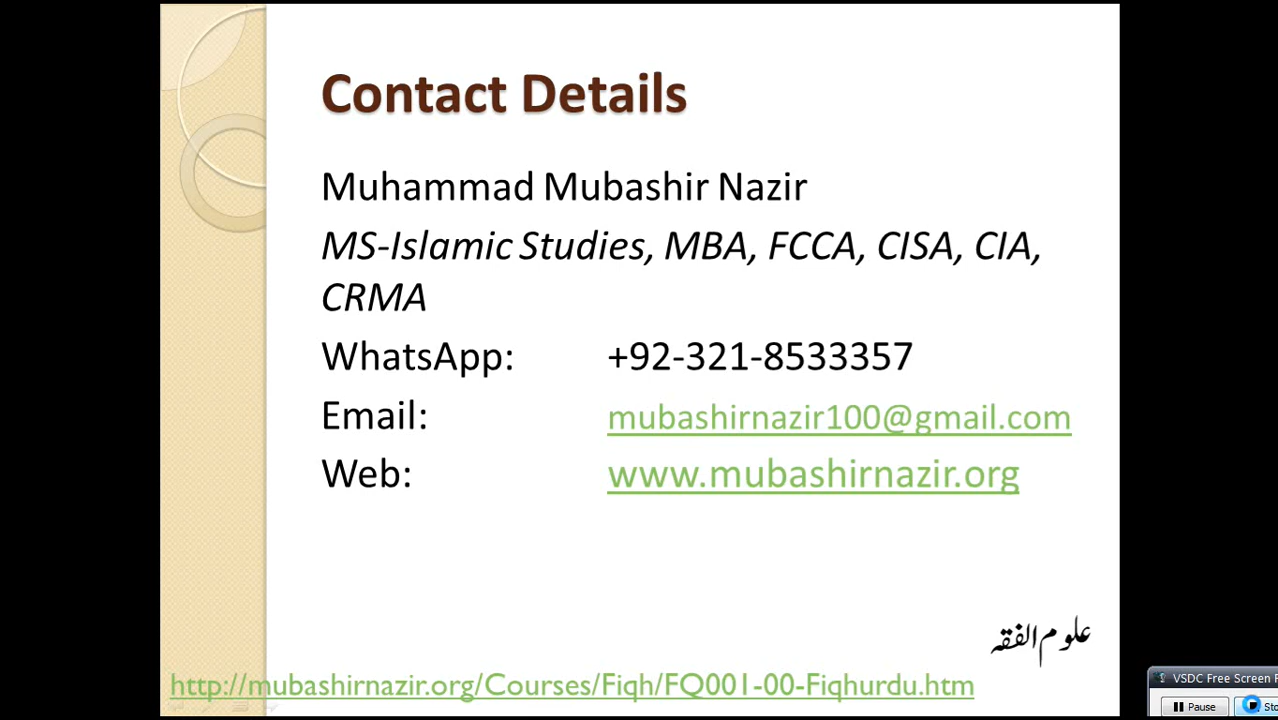 Contact Details
Muhammad Mubashir Nazir
MS-Islamic Studies, MBA, FCCA, CISA, CIA,
CRMA
WhatsApp: +92-321-8533357
Email: mubashirnazir100@gmail.com
Web: www.mubashirnazir.org
علوم الفقہ
http://mubashirnazir.org/Courses/Fiqh/FQ001-00-Fiqhurdu.htm
VSDC Free Screen
Pause